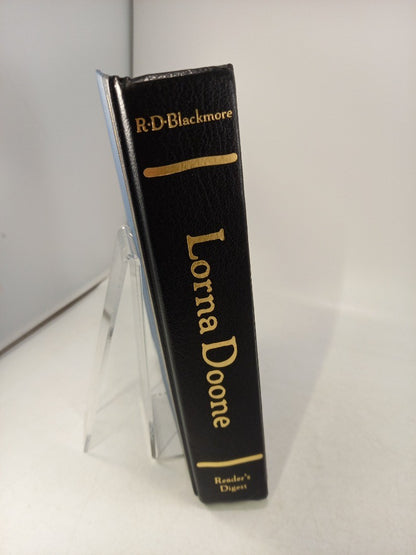 R·D·Blackmore
Lorna Doone
Reader's
Digest